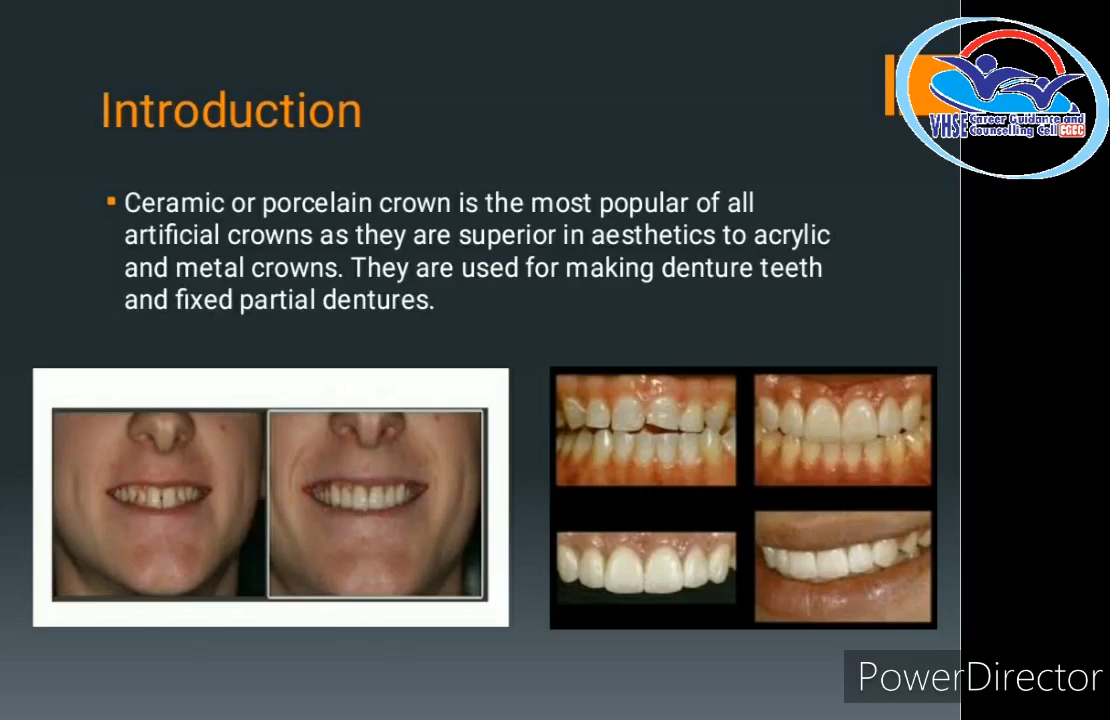 Introduction
VHSE Career Guidance and
Counselling Cell CGCC
Ceramic or porcelain crown is the most popular of all
artificial crowns as they are superior in aesthetics to acrylic
and metal crowns. They are used for making denture teeth
and fixed partial dentures.
PowerDirector